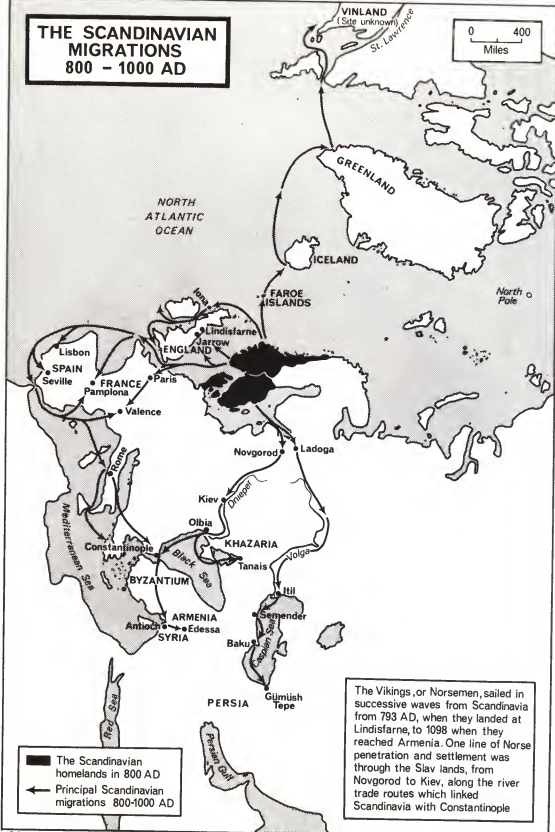 THE SCANDINAVIAN
MIGRATIONS
800 – 1000 AD
VINLAND
(Site unknown)
St. Lawrence
0 400
Miles
GREENLAND
NORTH
ATLANTIC
OCEAN
ICELAND
North
Pole
FAROE
ISLANDS
Iona
Lindisfarne
Jarrow
ENGLAND
Lisbon
SPAIN
Seville
FRANCE
Pamplona
Paris
Valence
Novgorod
Ladoga
Rome
Kiev
Dnieper
Olbia
KHAZARIA
Tanais
Volga
Mediterranean Sea
Constantinople
Black Sea
BYZANTIUM
Itil
Semender
ARMENIA
Antioch
Edessa
SYRIA
Baku
Caspian Sea
Gümüsh
Tepe
PERSIA
Red Sea
Persian Gulf
The Scandinavian
homelands in 800 AD
Principal Scandinavian
migrations 800-1000 AD
The Vikings, or Norsemen, sailed in
successive waves from Scandinavia
from 793 AD, when they landed at
Lindisfarne, to 1098 when they
reached Armenia. One line of Norse
penetration and settlement was
through the Slav lands, from
Novgorod to Kiev, along the river
trade routes which linked
Scandinavia with Constantinople